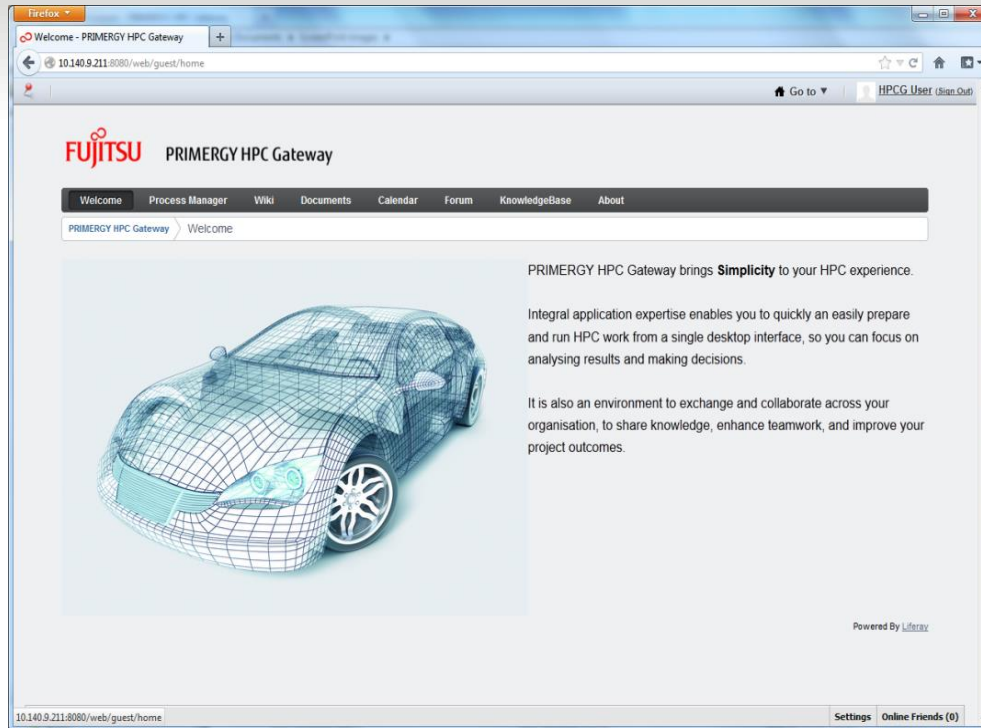 Firefox
Welcome - PRIMERGY HPC Gateway
10.140.9.211:8080/web/guest/home
Go to
HPCG User (Sign Out)
FUJITSU PRIMERGY HPC Gateway
Welcome Process Manager Wiki Documents Calendar Forum KnowledgeBase About
PRIMERGY HPC Gateway Welcome
PRIMERGY HPC Gateway brings Simplicity to your HPC experience.
Integral application expertise enables you to quickly an easily prepare
and run HPC work from a single desktop interface, so you can focus on
analysing results and making decisions.
It is also an environment to exchange and collaborate across your
organisation, to share knowledge, enhance teamwork, and improve your
project outcomes.
Powered By Liferay
10.140.9.211:8080/web/guest/home
Settings Online Friends (0)